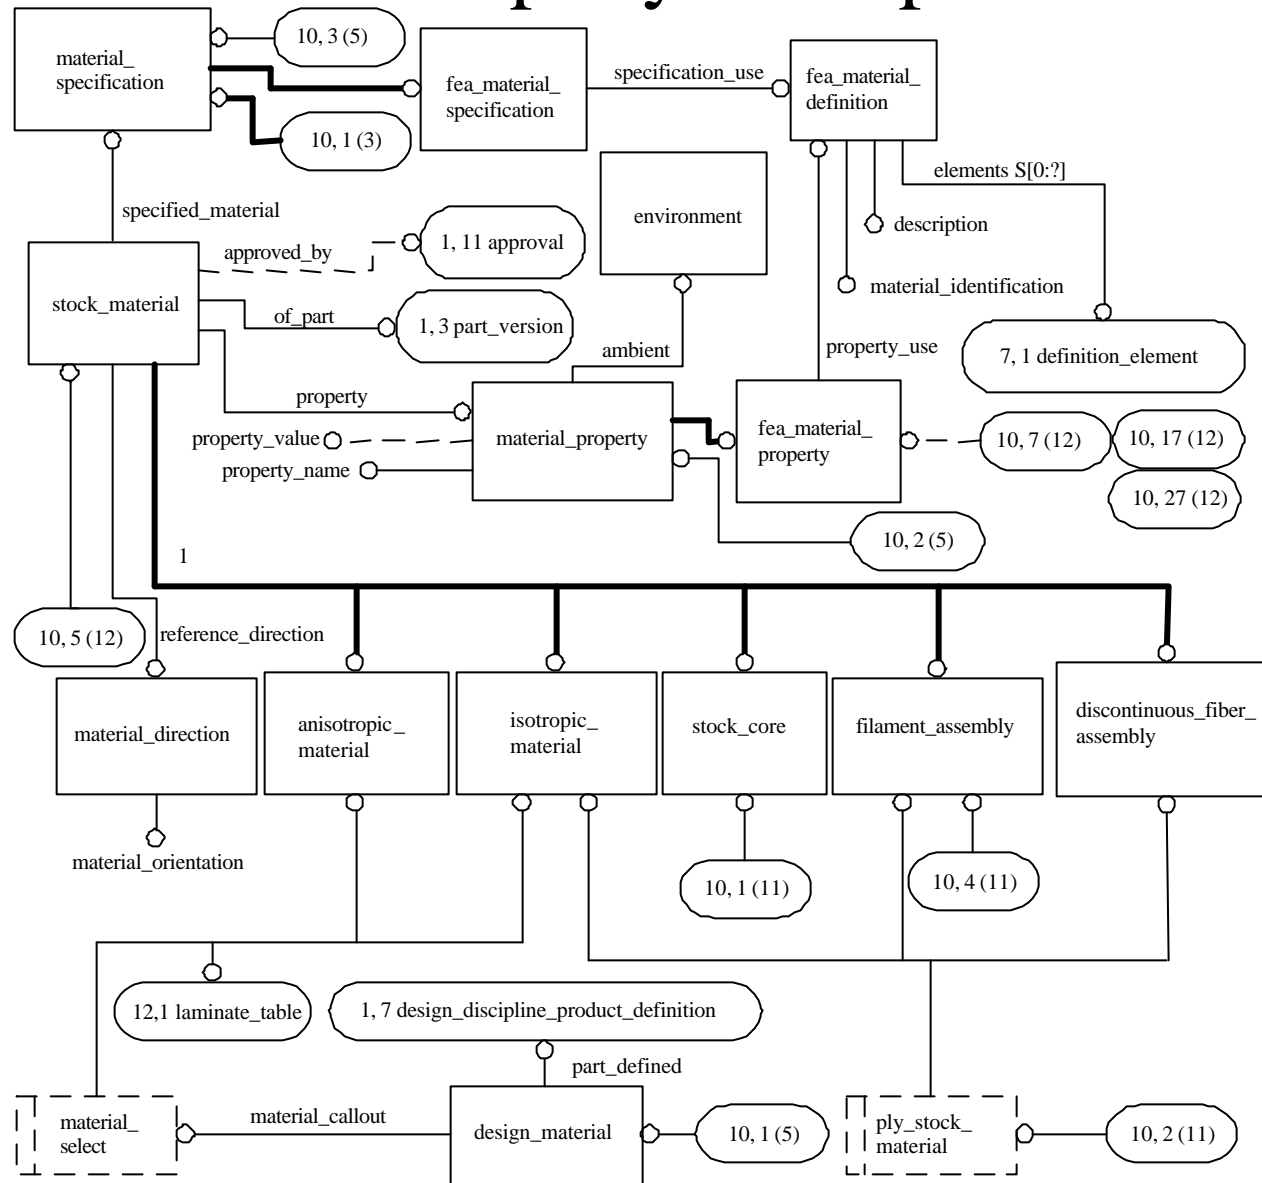 10, 3 (5)
material_
specification
fea_material_
specification
specification_use
fea_material_
definition
10, 1 (3)
elements S[0:?]
specified_material
environment
description
approved_by
1, 11 approval
stock_material
material_identification
of_part
1, 3 part_version
ambient
property_use
7, 1 definition_element
property
property_value
material_property
fea_material_
property
10, 7 (12)
10, 17 (12)
property_name
10, 27 (12)
10, 2 (5)
1
10, 5 (12)
reference_direction
material_direction
anisotropic_
material
isotropic_
material
stock_core
filament_assembly
discontinuous_fiber_
assembly
material_orientation
10, 1 (11)
10, 4 (11)
12,1 laminate_table
1, 7 design_discipline_product_definition
part_defined
material_
select
material_callout
design_material
10, 1 (5)
ply_stock_
material
10, 2 (11)